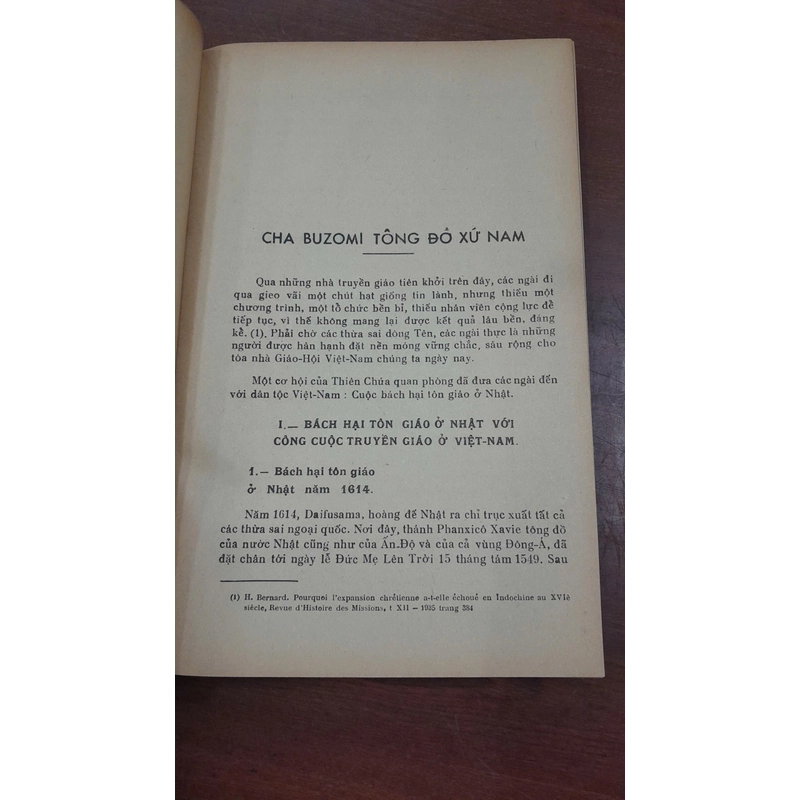 CHA BUZOMI TÔNG ĐỒ XỨ NAM
Qua những nhà truyền giáo tiên khởi trên đây, các ngài đi
qua gieo vãi một chút hạt giống tin lành, nhưng thiếu một
chương trình, một tổ chức bền bỉ, thiếu nhân viên cộng lực để
tiếp tục, vì thế không mang lại được kết quả lâu bền, đáng
kể. (1). Phải chờ các thừa sai dòng Tên, các ngài thực là những
người được hân hạnh đặt nền móng vững chắc, sâu rộng cho
tòa nhà Giáo-Hội Việt-Nam chúng ta ngày nay.
Một cơ hội của Thiên Chúa quan phòng đã đưa các ngài đến
với dân tộc Việt-Nam : Cuộc bách hại tôn giáo ở Nhật.
I.— BÁCH HẠI TÔN GIÁO Ở NHẬT VỚI
CÔNG CUỘC TRUYỀN GIÁO Ở VIỆT-NAM.
1.— Bách hại tôn giáo
ở Nhật năm 1614.
Năm 1614, Daifusama, hoàng đế Nhật ra chỉ trục xuất tất cả
các thừa sai ngoại quốc. Nơi đây, thánh Phanxicô Xavie tông đồ
của nước Nhật cũng như của Ấn-Độ và của cả vùng Đông-Á, đã
đặt chân tới ngày lễ Đức Mẹ Lên Trời 15 tháng tám 1549. Sau
(1) H. Bernard. Pourquoi l'expansion chrétienne a-t-elle échoué en Indochine au XVIè
siècle, Revue d'Histoire des Missions, t XII — 1935 trang 384